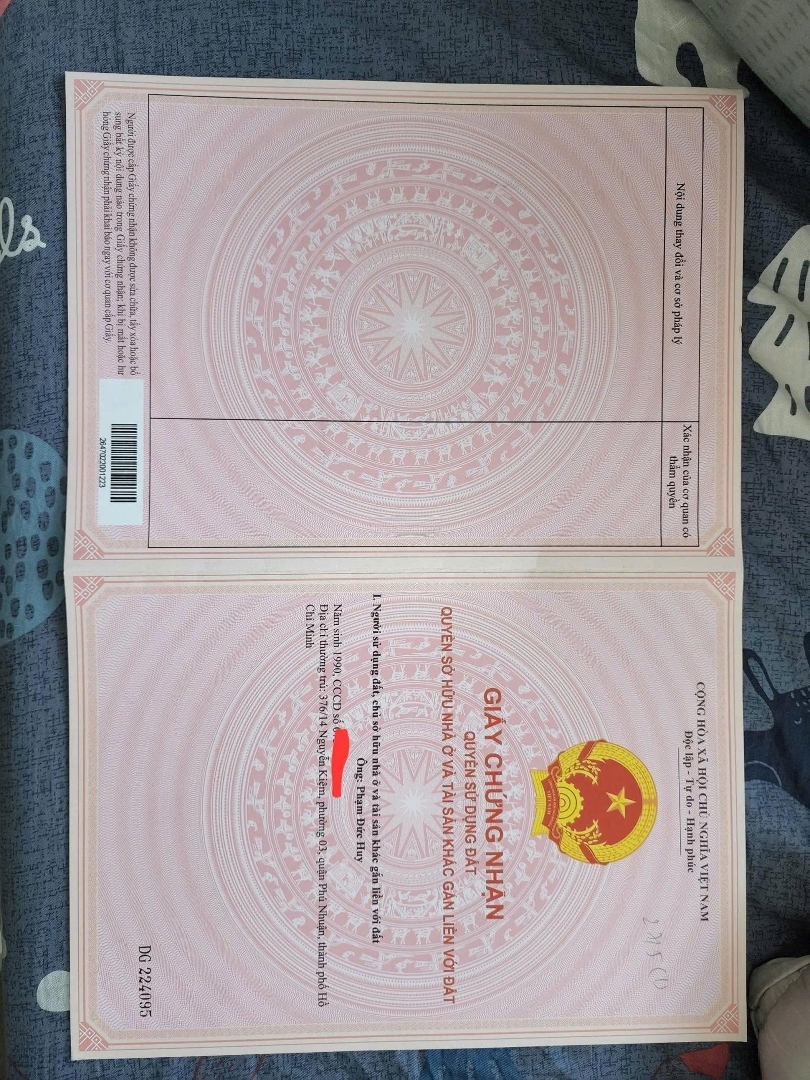 Nội dung thay đổi và cơ sở pháp lý
Xác nhận của cơ quan có
thẩm quyền
Người được cấp Giấy chứng nhận không được sửa chữa, tẩy xóa hoặc bổ
sung bất kỳ nội dung nào trong Giấy chứng nhận; khi bị mất hoặc hư
hỏng Giấy chứng nhận phải khai báo ngay với cơ quan cấp Giấy.
2647022001223
CỘNG HÒA XÃ HỘI CHỦ NGHĨA VIỆT NAM
Độc lập - Tự do - Hạnh phúc
VIỆT NAM
GIẤY CHỨNG NHẬN
QUYỀN SỬ DỤNG ĐẤT
QUYỀN SỞ HỮU NHÀ Ở VÀ TÀI SẢN KHÁC GẮN LIỀN VỚI ĐẤT
I. Người sử dụng đất, chủ sở hữu nhà ở và tài sản khác gắn liền với đất
Ông: Phạm Đức Huy
Năm sinh 1990, CCCD số
Địa chỉ thường trú: 376/14 Nguyễn Kiệm, phường 03, quận Phú Nhuận, thành phố Hồ
Chí Minh
DG 224095